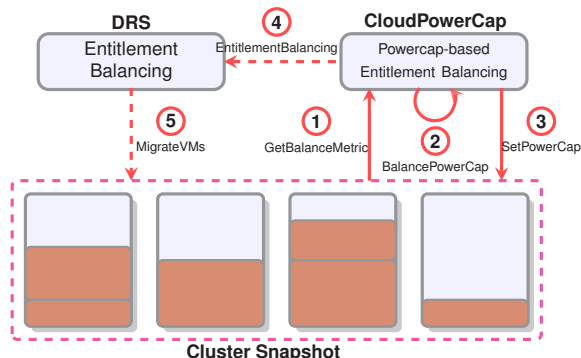 DRS
CloudPowerCap
4
Entitlement
Balancing
EntitlementBalancing
Powercap-based
Entitlement Balancing
5
MigrateVMs
1
GetBalanceMetric
2
BalancePowerCap
3
SetPowerCap
Cluster Snapshot